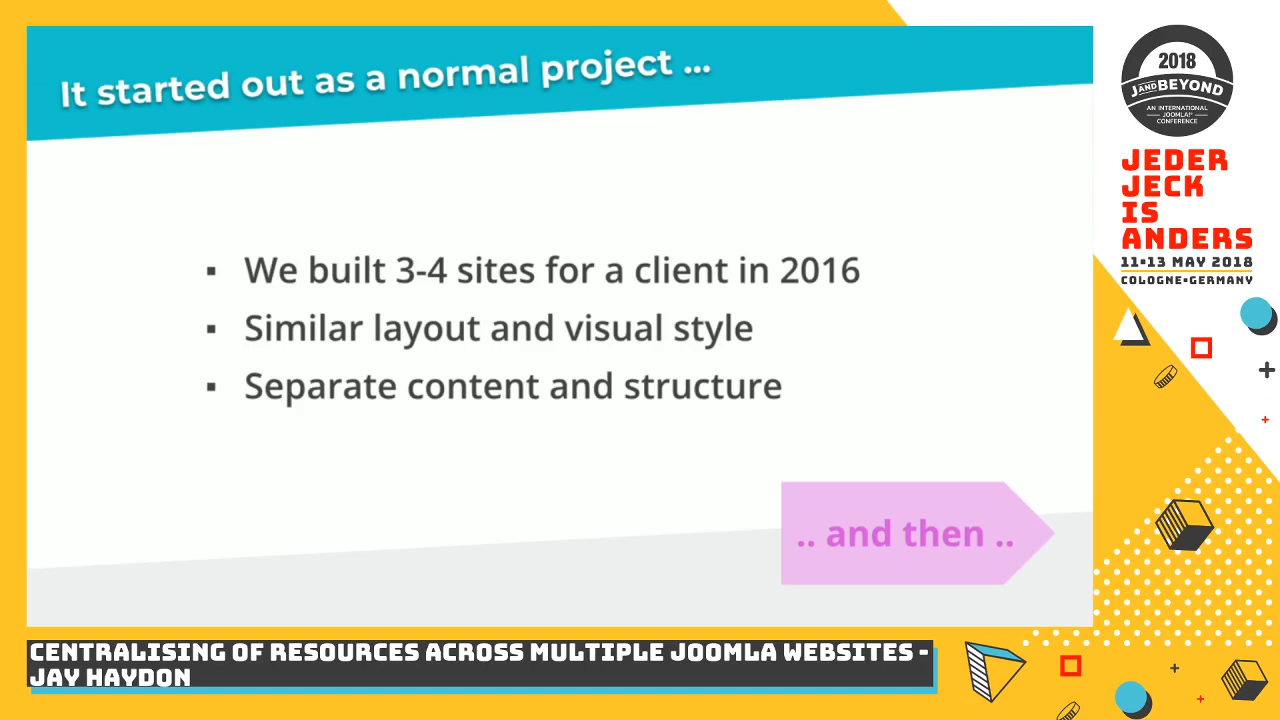 It started out as a normal project ...
▪ We built 3-4 sites for a client in 2016
▪ Similar layout and visual style
▪ Separate content and structure
.. and then ..
CENTRALISING OF RESOURCES ACROSS MULTIPLE JOOMLA WEBSITES -
JAY HAYDON
2018
J AND BEYOND
AN INTERNATIONAL
JOOMLA!®
CONFERENCE
JEDER
JECK
IS
ANDERS
11▪13 MAY 2018
COLOGNE▪GERMANY